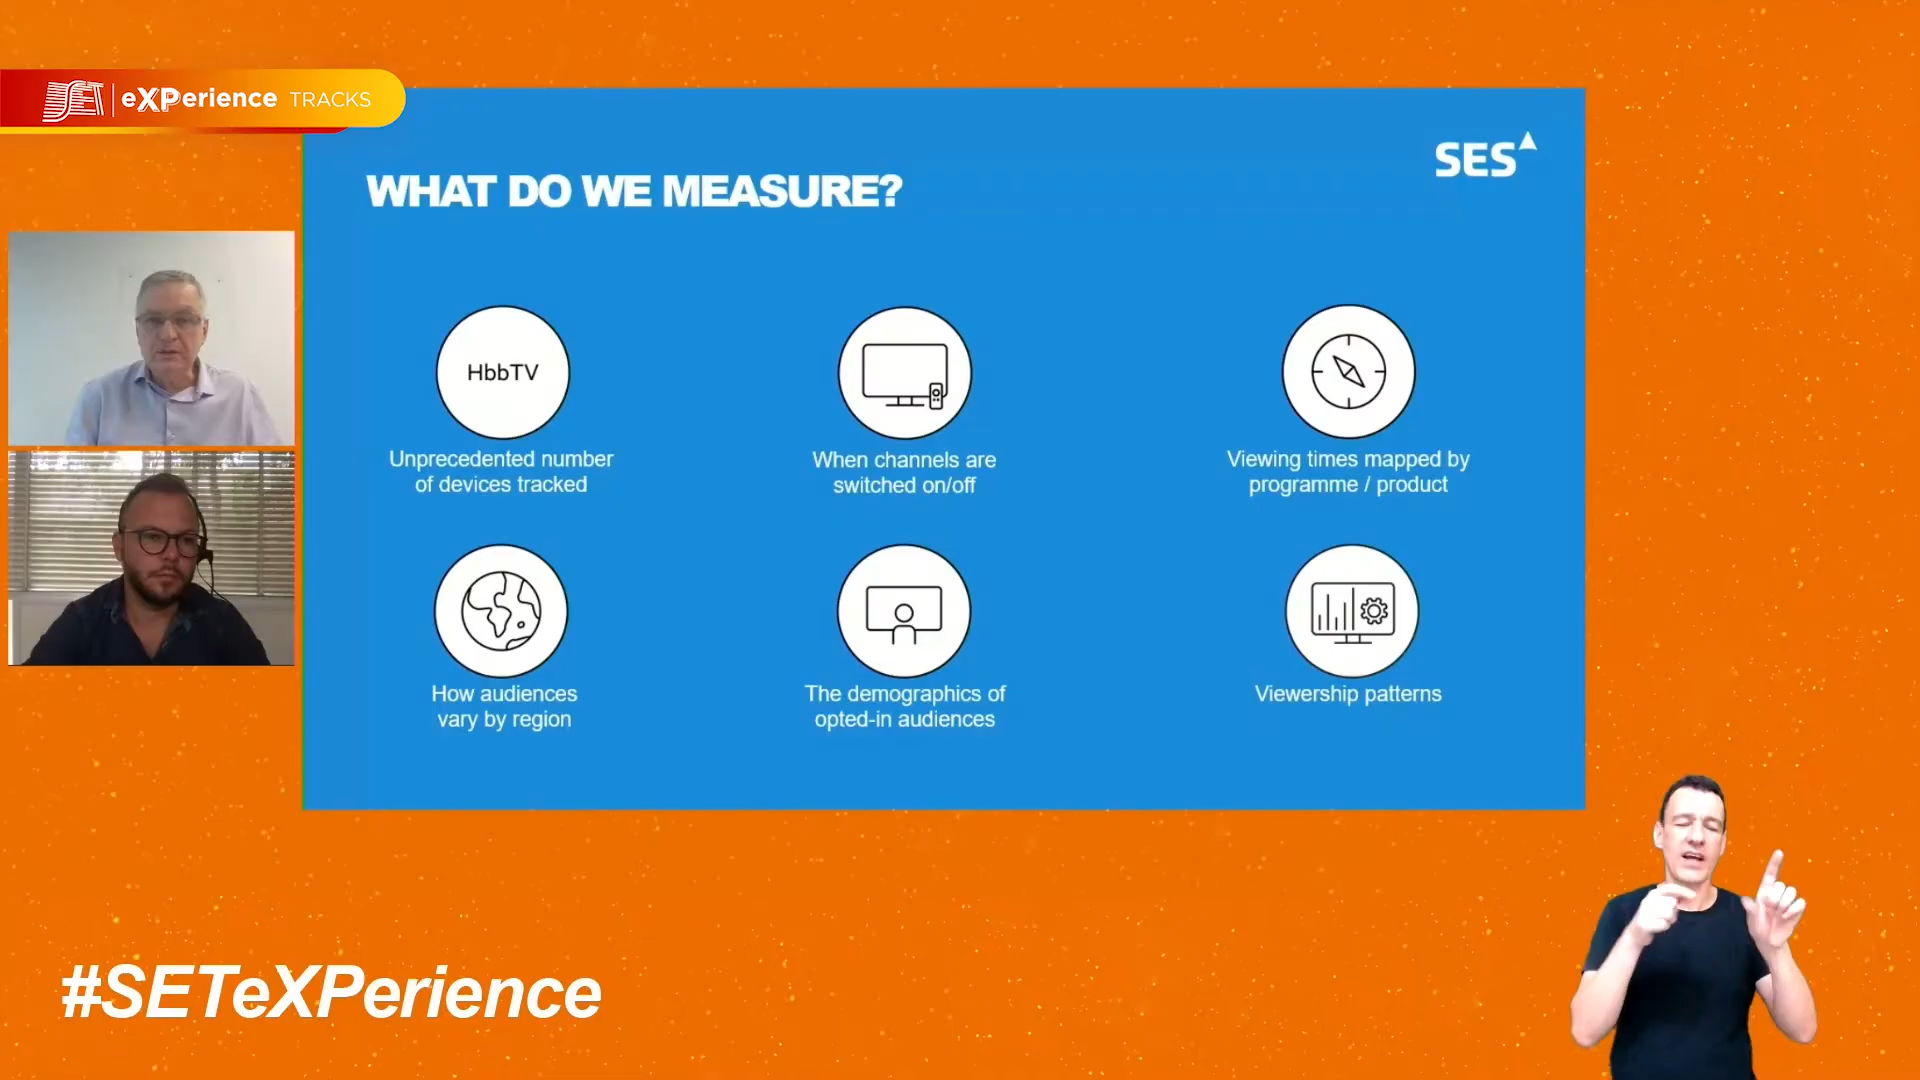 SET eXPerience TRACKS
SES
WHAT DO WE MEASURE?
HbbTV
Unprecedented number
of devices tracked
When channels are
switched on/off
Viewing times mapped by
programme / product
How audiences
vary by region
The demographics of
opted-in audiences
Viewership patterns
#SETeXPerience